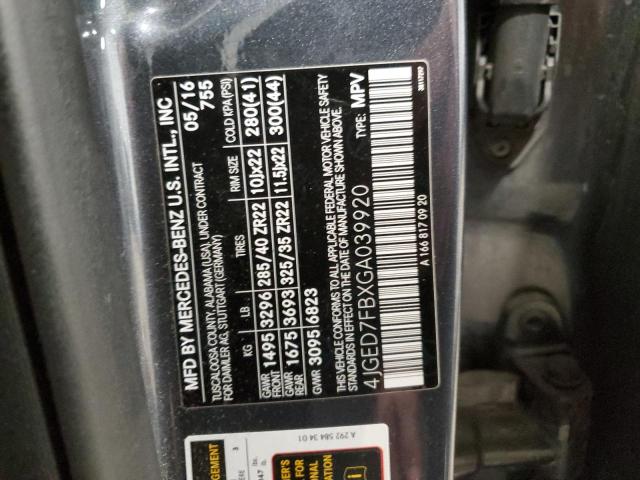 MFD BY MERCEDES-BENZ U.S. INTL., INC
TUSCALOOSA COUNTY, ALABAMA (USA), UNDER CONTRACT 05/16
FOR DAIMLER AG, STUTTGART (GERMANY) 755
KG LB TIRES RIM SIZE COLD KPA (PSI)
GAWR FRONT 1495 3296 285/40 ZR22 (10)x22 280(41)
GAWR REAR 1675 3693 325/35 ZR22 (11.5)x22 300(44)
GVWR 3095 6823
THIS VEHICLE CONFORMS TO ALL APPLICABLE FEDERAL MOTOR VEHICLE SAFETY
STANDARDS IN EFFECT ON THE DATE OF MANUFACTURE SHOWN ABOVE.
4JGED7FBXGA039920 TYPE: MPV
A 166 817 09 20
A 292 584 34 01